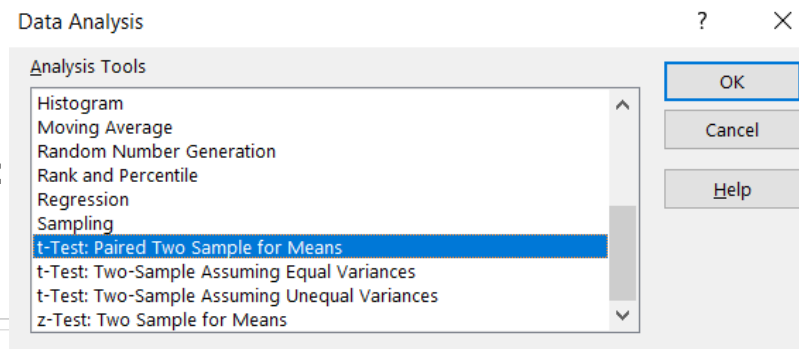 Data Analysis
?
Analysis Tools
Histogram
Moving Average
Random Number Generation
Rank and Percentile
Regression
Sampling
t-Test: Paired Two Sample for Means
t-Test: Two-Sample Assuming Equal Variances
t-Test: Two-Sample Assuming Unequal Variances
z-Test: Two Sample for Means
OK
Cancel
Help